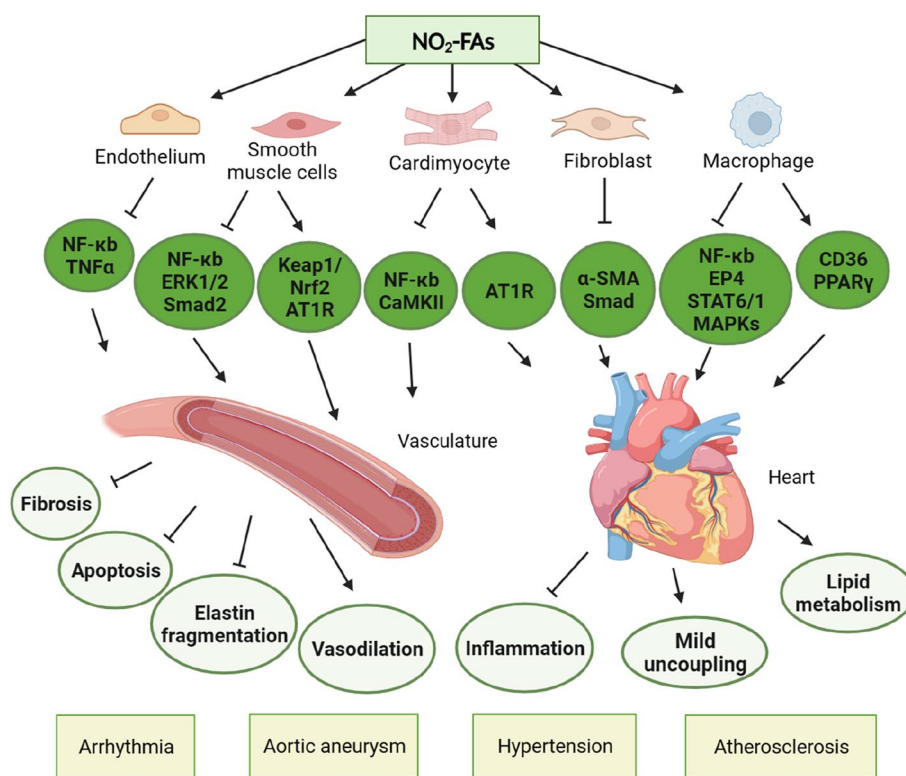 NO₂-FAs
Endothelium
Smooth
muscle cells
Cardimyocyte
Fibroblast
Macrophage
NF-κb
TNFα
NF-κb
ERK1/2
Smad2
Keap1/
Nrf2
AT1R
NF-κb
CaMKII
AT1R
α-SMA
Smad
NF-κb
EP4
STAT6/1
MAPKs
CD36
PPARγ
Vasculature
Heart
Fibrosis
Apoptosis
Elastin
fragmentation
Vasodilation
Inflammation
Mild
uncoupling
Lipid
metabolism
Arrhythmia
Aortic aneurysm
Hypertension
Atherosclerosis